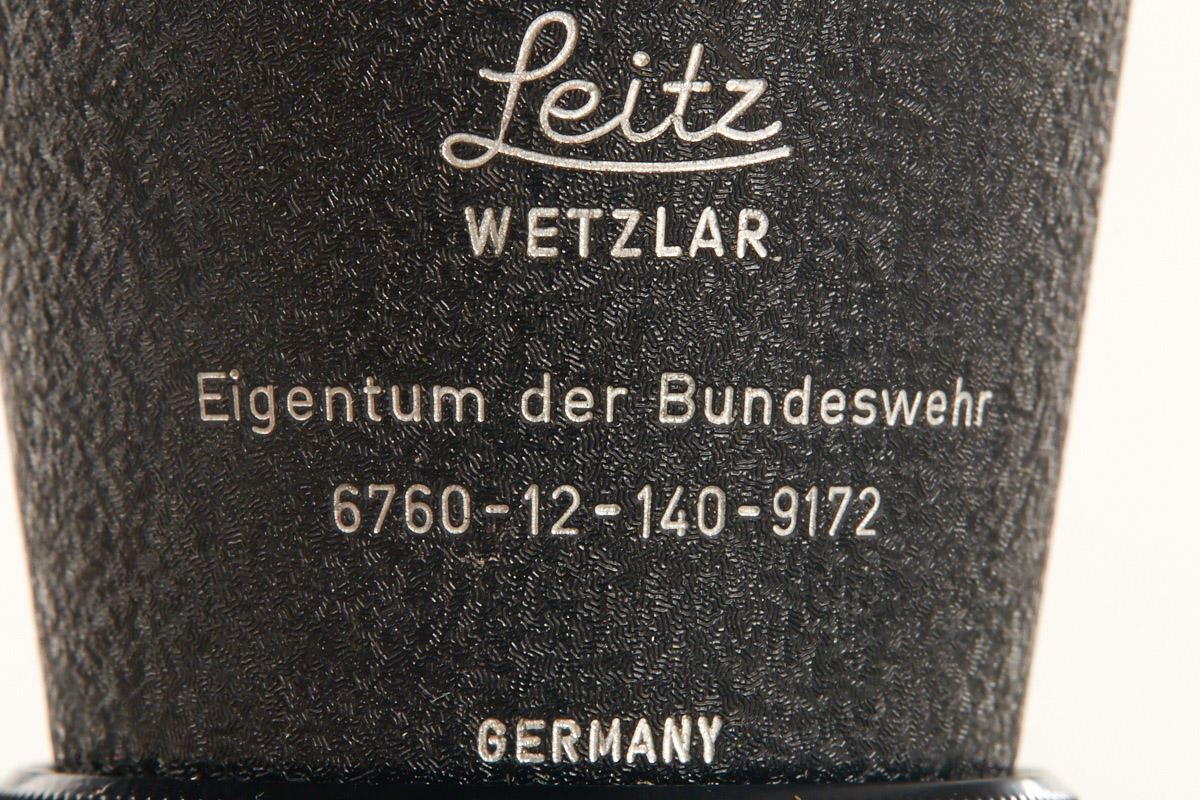 Leitz
WETZLAR
Eigentum der Bundeswehr
6760-12-140-9172
GERMANY